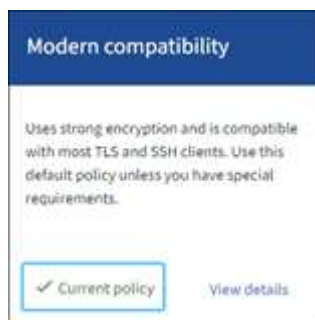 Modern compatibility
Uses strong encryption and is compatible
with most TLS and SSH clients. Use this
default policy unless you have special
requirements.
✓ Current policy
View details